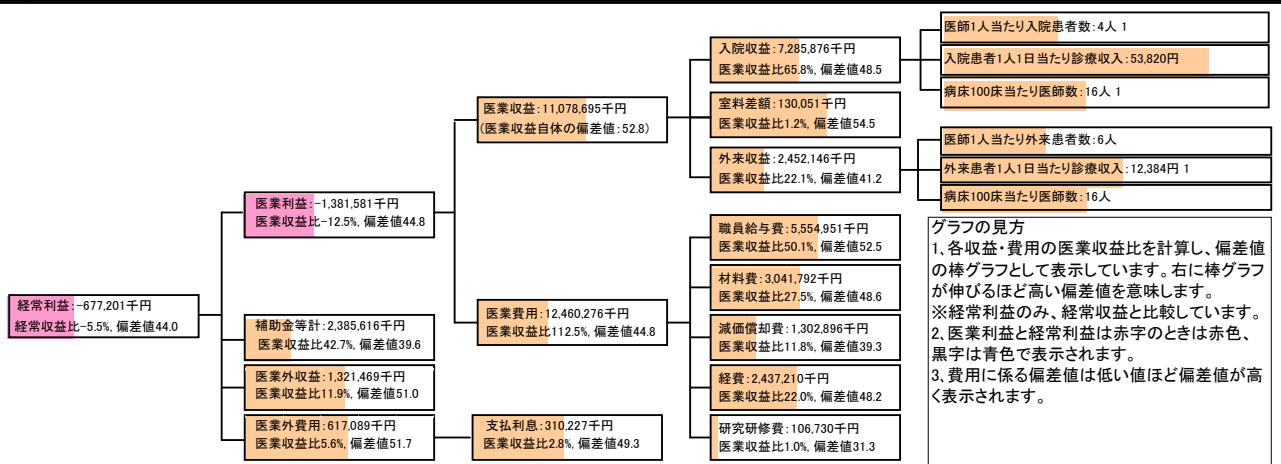 経常利益:-677,201千円
経常収益比-5.5%, 偏差値44.0
医業利益:-1,381,581千円
医業収益比-12.5%, 偏差値44.8
補助金等計:2,385,616千円
医業収益比42.7%, 偏差値39.6
医業外収益:1,321,469千円
医業収益比11.9%, 偏差値51.0
医業外費用:617,089千円
医業収益比5.6%, 偏差値51.7
医業収益:11,078,695千円
(医業収益自体の偏差値:52.8)
医業費用:12,460,276千円
医業収益比112.5%, 偏差値44.8
支払利息:310,227千円
医業収益比2.8%, 偏差値49.3
入院収益:7,285,876千円
医業収益比65.8%, 偏差値48.5
室料差額:130,051千円
医業収益比1.2%, 偏差値54.5
外来収益:2,452,146千円
医業収益比22.1%, 偏差値41.2
職員給与費:5,554,951千円
医業収益比50.1%, 偏差値52.5
材料費:3,041,792千円
医業収益比27.5%, 偏差値48.6
減価償却費:1,302,896千円
医業収益比11.8%, 偏差値39.3
経費:2,437,210千円
医業収益比22.0%, 偏差値48.2
研究研修費:106,730千円
医業収益比1.0%, 偏差値31.3
医師1人当たり入院患者数:4人 1
入院患者1人1日当たり診療収入:53,820円
病床100床当たり医師数:16人 1
医師1人当たり外来患者数:6人
外来患者1人1日当たり診療収入:12,384円 1
病床100床当たり医師数:16人
グラフの見方
1、各収益・費用の医業収益比を計算し、偏差値
の棒グラフとして表示しています。右に棒グラフ
が伸びるほど高い偏差値を意味します。
※経常利益のみ、経常収益と比較しています。
2、医業利益と経常利益は赤字のときは赤色、
黒字は青色で表示されます。
3、費用に係る偏差値は低い値ほど偏差値が高
く表示されます。